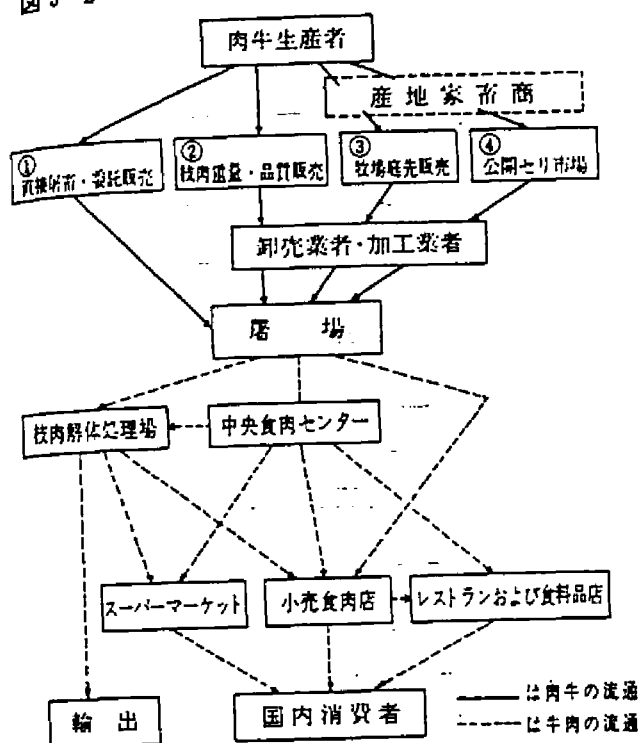 肉牛生産者
産地家畜商
①
直接屠畜・委託販売
②
枝肉重量・品質販売
③
牧場庭先販売
④
公開セリ市場
卸売業者・加工業者
屠場
枝肉解体処理場
中央食肉センター
スーパーマーケット
小売食肉店
レストランおよび食料品店
輸出
国内消費者
は肉牛の流通
は牛肉の流通